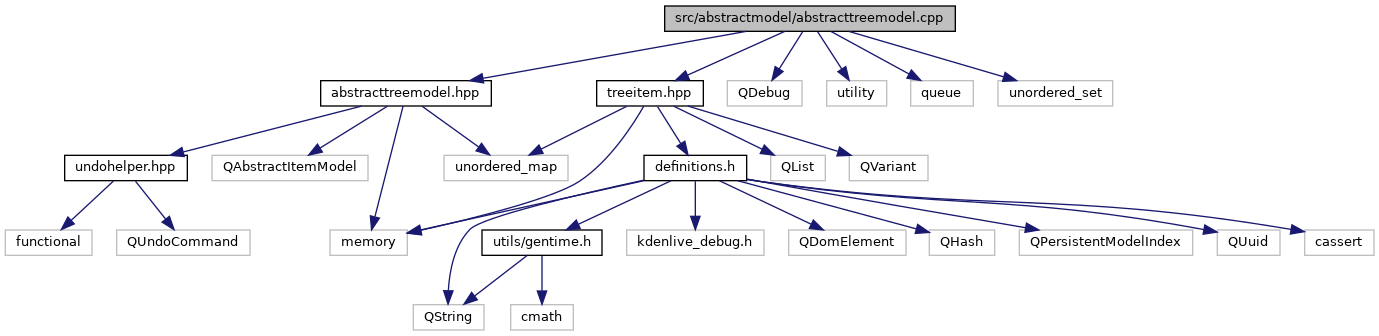 src/abstractmodel/abstracttreemodel.cpp
abstracttreemodel.hpp
treeitem.hpp
QDebug
utility
queue
unordered_set
undohelper.hpp
QAbstractItemModel
unordered_map
definitions.h
QList
QVariant
functional
QUndoCommand
memory
utils/gentime.h
kdenlive_debug.h
QDomElement
QHash
QPersistentModelIndex
QUuid
cassert
QString
cmath